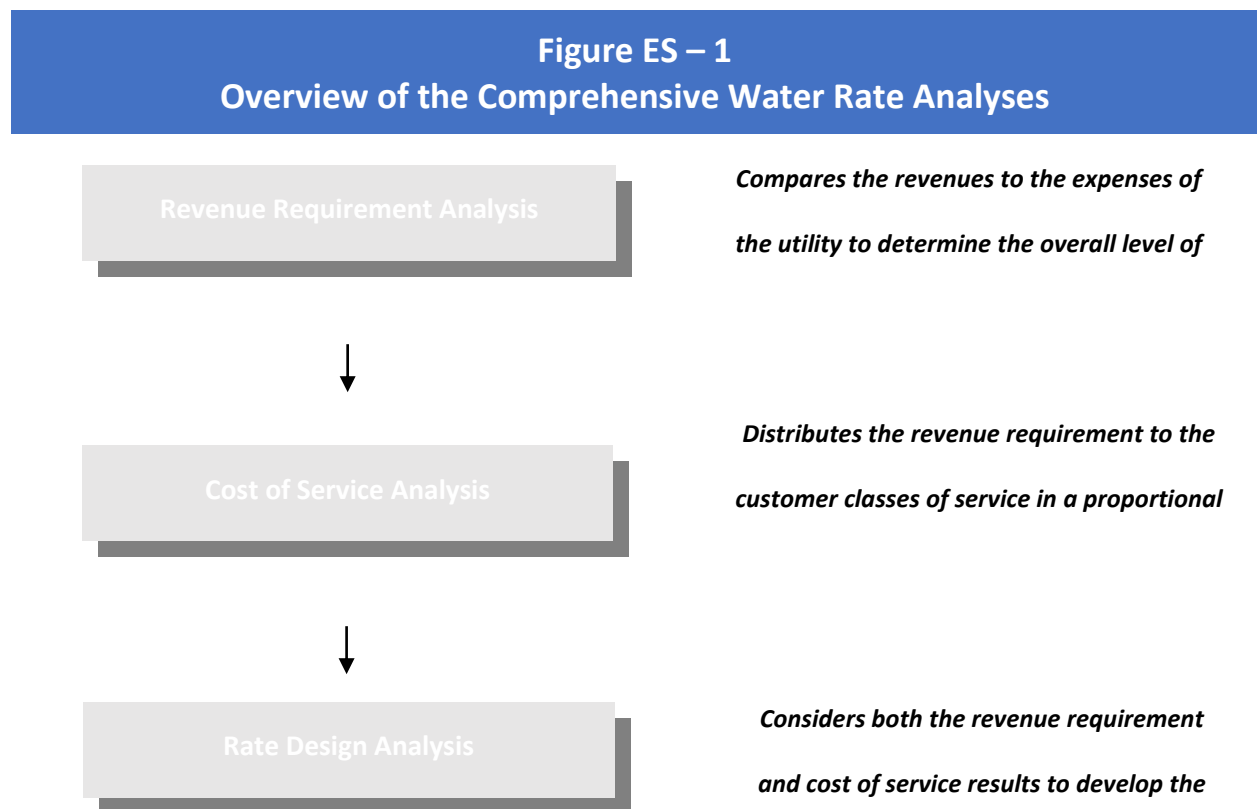 Figure ES – 1
Overview of the Comprehensive Water Rate Analyses
Revenue Requirement Analysis
Compares the revenues to the expenses of
the utility to determine the overall level of
Cost of Service Analysis
Distributes the revenue requirement to the
customer classes of service in a proportional
Rate Design Analysis
Considers both the revenue requirement
and cost of service results to develop the